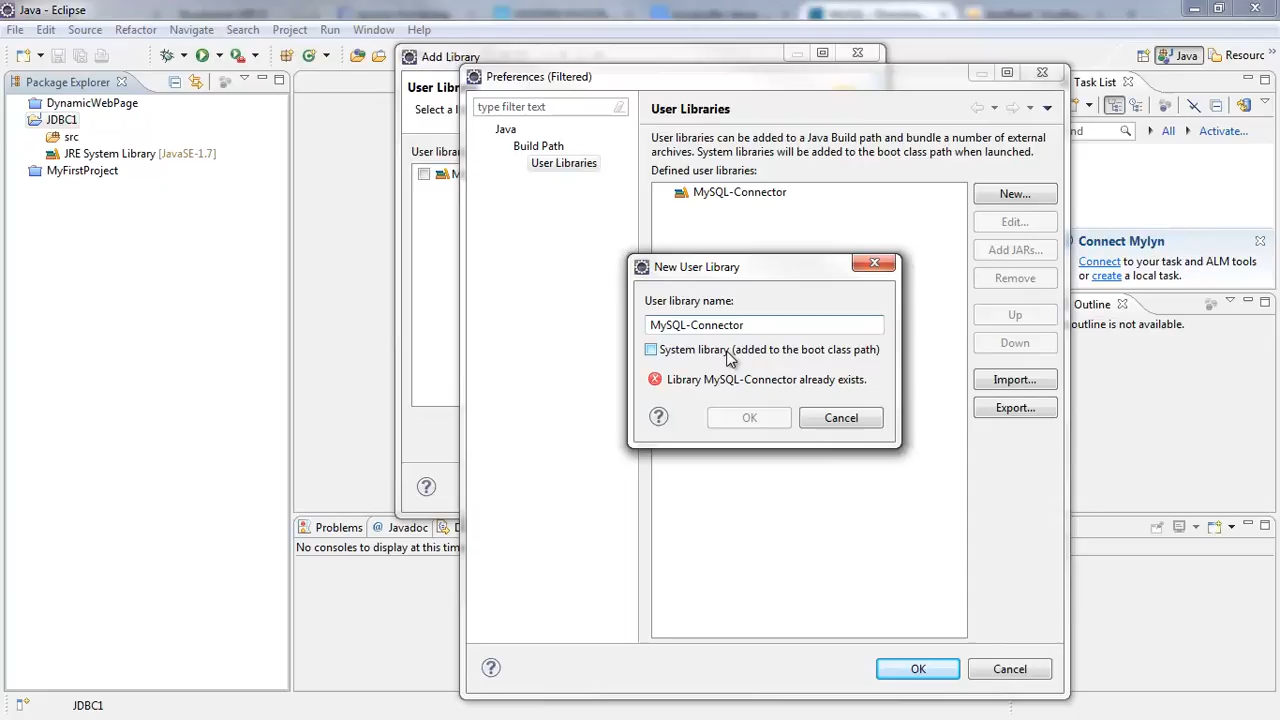 Java - Eclipse
File Edit Source Refactor Navigate Search Project Run Window Help
Java
Resourc
Package Explorer
DynamicWebPage
JDBC1
src
JRE System Library [JavaSE-1.7]
MyFirstProject
Add Library
User Lib
Select a l
User librar
M
Preferences (Filtered)
type filter text
Java
Build Path
User Libraries
User Libraries
User libraries can be added to a Java Build path and bundle a number of external
archives. System libraries will be added to the boot class path when launched.
Defined user libraries:
MySQL-Connector
New...
Edit...
Add JARs...
Remove
Up
Down
Import...
Export...
New User Library
User library name:
MySQL-Connector
System library (added to the boot class path)
Library MySQL-Connector already exists.
OK
Cancel
OK
Cancel
Task List
nd
All
Activate...
Connect Mylyn
Connect to your task and ALM tools
or create a local task.
Outline
outline is not available.
Problems
@ Javadoc
D
No consoles to display at this tim
JDBC1